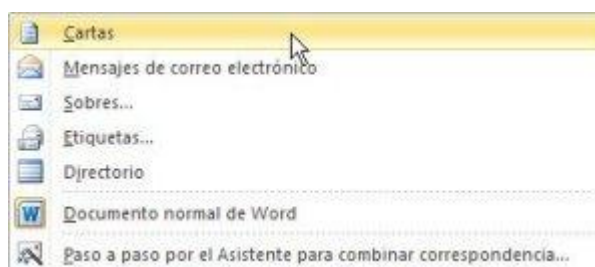 Cartas
Mensajes de correo electrónico
Sobres...
Etiquetas...
Directorio
Documento normal de Word
Paso a paso por el Asistente para combinar correspondencia...